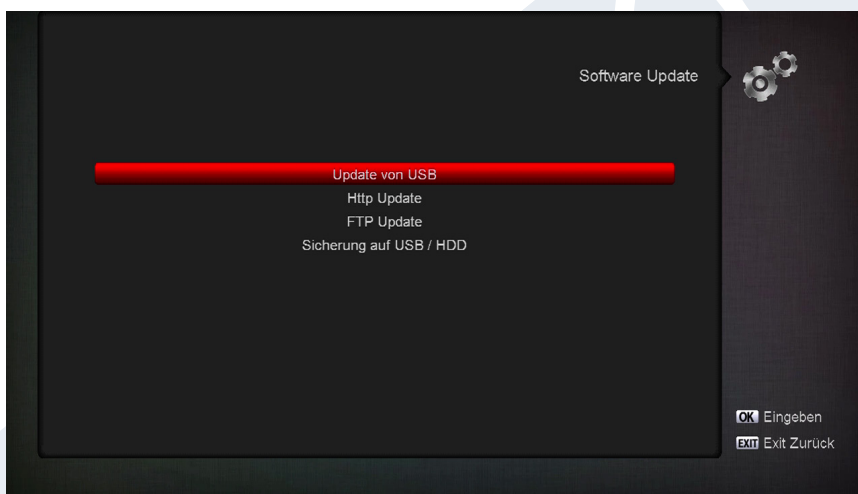 Software Update
Update von USB
Http Update
FTP Update
Sicherung auf USB / HDD
OK Eingeben
EXIT Exit Zurück